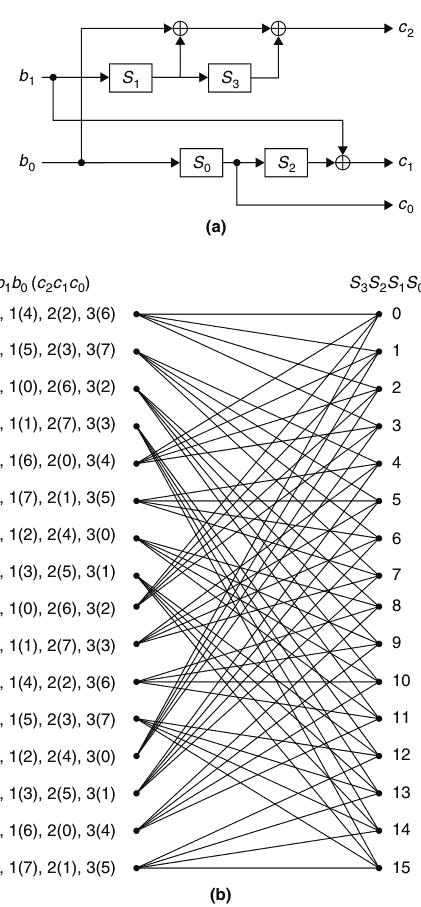 c₂
b₁ S₁ S₃
b₀ S₀ S₂ c₁
c₀
(a)
b₁b₀ (c₂c₁c₀) S₃S₂S₁S₀
, 1(4), 2(2), 3(6) 0
, 1(5), 2(3), 3(7) 1
, 1(0), 2(6), 3(2) 2
, 1(1), 2(7), 3(3) 3
, 1(6), 2(0), 3(4) 4
, 1(7), 2(1), 3(5) 5
, 1(2), 2(4), 3(0) 6
, 1(3), 2(5), 3(1) 7
, 1(0), 2(6), 3(2) 8
, 1(1), 2(7), 3(3) 9
, 1(4), 2(2), 3(6) 10
, 1(5), 2(3), 3(7) 11
, 1(2), 2(4), 3(0) 12
, 1(3), 2(5), 3(1) 13
, 1(6), 2(0), 3(4) 14
, 1(7), 2(1), 3(5) 15
(b)